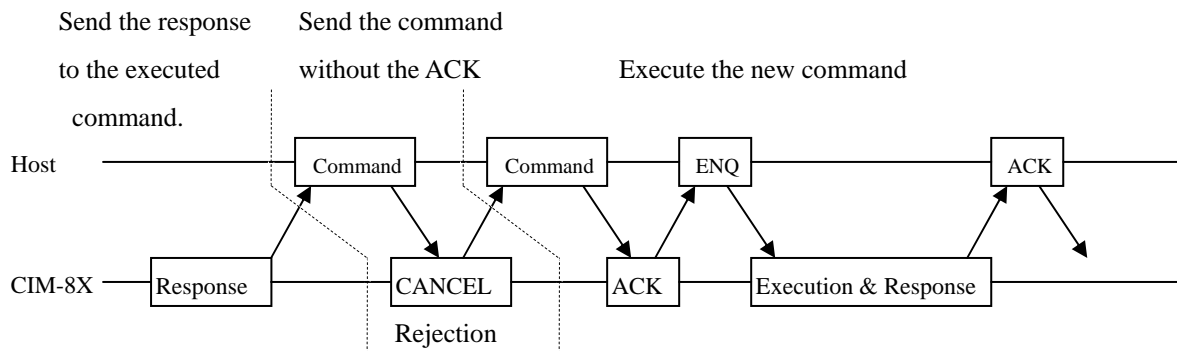 Send the response
to the executed
command.
Send the command
without the ACK
Execute the new command
Host
Command
Command
ENQ
ACK
CIM-8X
Response
CANCEL
ACK
Execution & Response
Rejection